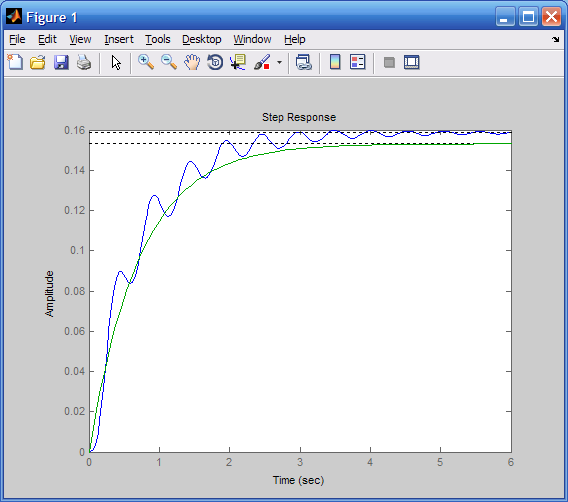 Figure 1
File Edit View Insert Tools Desktop Window Help
Step Response
0.16
0.14
0.12
0.1
0.08
0.06
0.04
0.02
0
Amplitude
0 1 2 3 4 5 6
Time (sec)